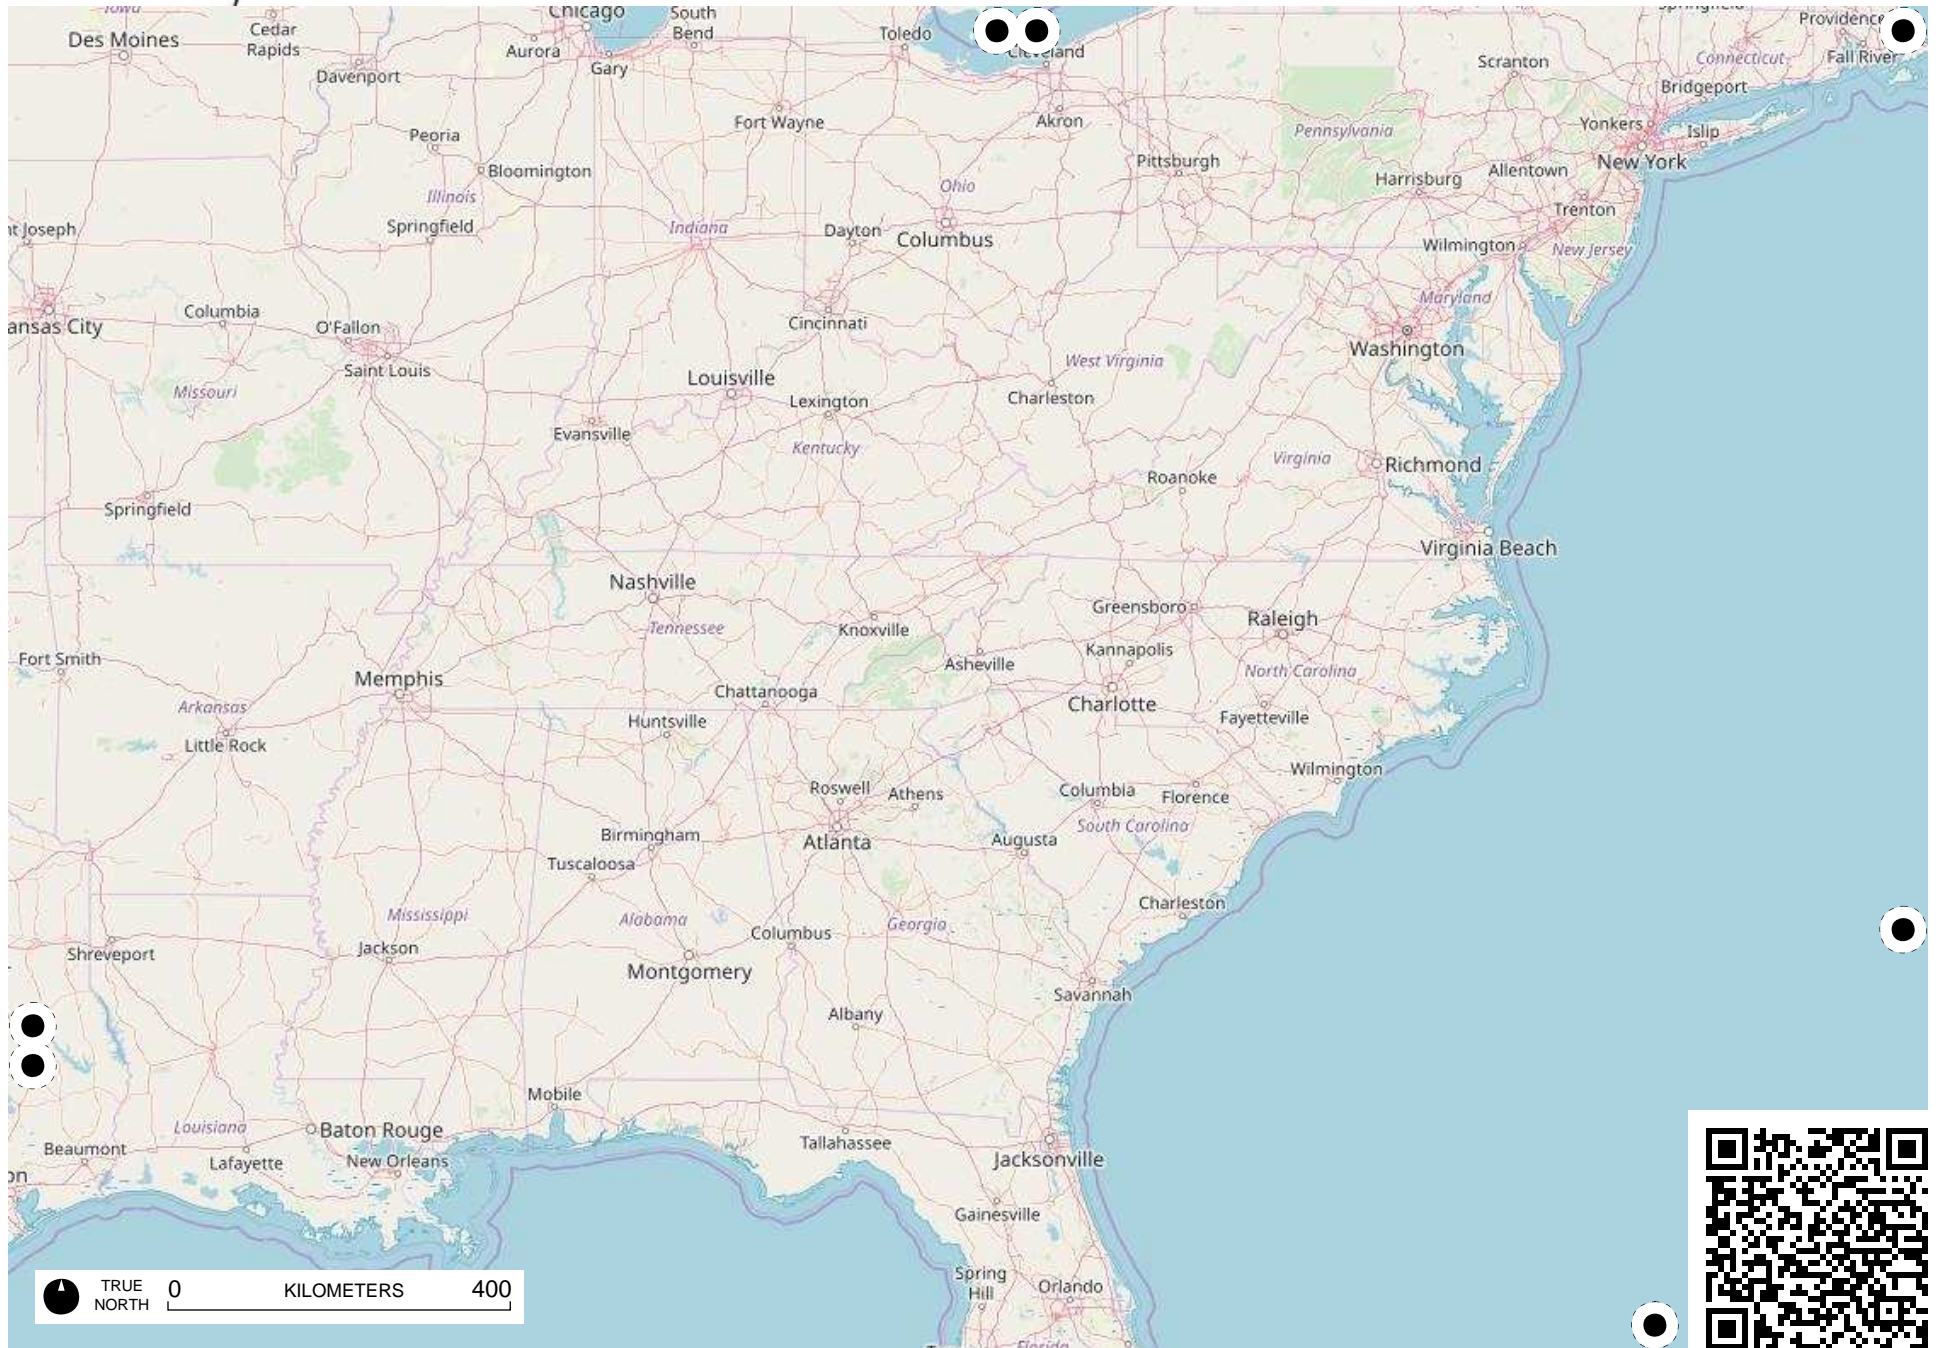 Iowa
Chicago
South
Bend
Toledo
Cleveland
Providence
Des Moines
Cedar
Rapids
Aurora
Gary
Davenport
Scranton
Connecticut
Fall River
Bridgeport
Fort Wayne
Akron
Pennsylvania
Yonkers
Islip
Peoria
Bloomington
Pittsburgh
Harrisburg
Allentown
New York
Illinois
Ohio
Trenton
nt Joseph
Springfield
Indiana
Dayton
Columbus
Wilmington
New Jersey
Maryland
ansas City
Columbia
O'Fallon
Cincinnati
Washington
Saint Louis
Louisville
West Virginia
Missouri
Lexington
Charleston
Evansville
Kentucky
Virginia
Richmond
Roanoke
Springfield
Virginia Beach
Nashville
Greensboro
Raleigh
Tennessee
Knoxville
Kannapolis
Fort Smith
Asheville
North Carolina
Memphis
Chattanooga
Charlotte
Fayetteville
Arkansas
Huntsville
Little Rock
Wilmington
Roswell
Athens
Columbia
Florence
South Carolina
Birmingham
Atlanta
Augusta
Tuscaloosa
Charleston
Mississippi
Alabama
Georgia
Columbus
Shreveport
Jackson
Montgomery
Savannah
Albany
Mobile
Louisiana
Baton Rouge
Tallahassee
Beaumont
Lafayette
New Orleans
Jacksonville
on
Gainesville
Spring
Hill
Orlando
TRUE
NORTH
0
KILOMETERS
400
Florida